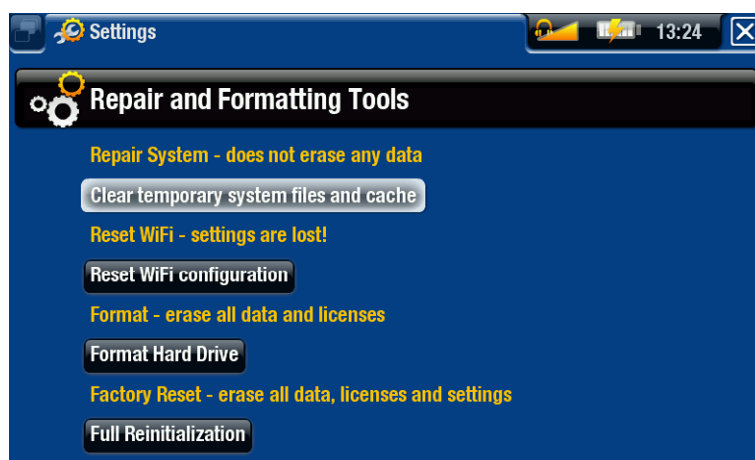 Settings
13:24
Repair and Formatting Tools
Repair System - does not erase any data
Clear temporary system files and cache
Reset WiFi - settings are lost!
Reset WiFi configuration
Format - erase all data and licenses
Format Hard Drive
Factory Reset - erase all data, licenses and settings
Full Reinitialization